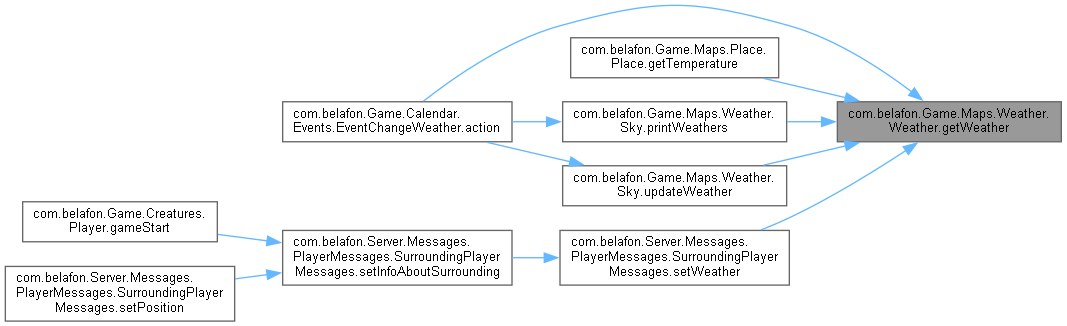 com.belafon.Game.Maps.Place.
Place.getTemperature
com.belafon.Game.Calendar.
Events.EventChangeWeather.action
com.belafon.Game.Maps.Weather.
Sky.printWeathers
com.belafon.Game.Maps.Weather.
Weather.getWeather
com.belafon.Game.Maps.Weather.
Sky.updateWeather
com.belafon.Game.Creatures.
Player.gameStart
com.belafon.Server.Messages.
PlayerMessages.SurroundingPlayer
Messages.setInfoAboutSurrounding
com.belafon.Server.Messages.
PlayerMessages.SurroundingPlayer
Messages.setWeather
com.belafon.Server.Messages.
PlayerMessages.SurroundingPlayer
Messages.setPosition